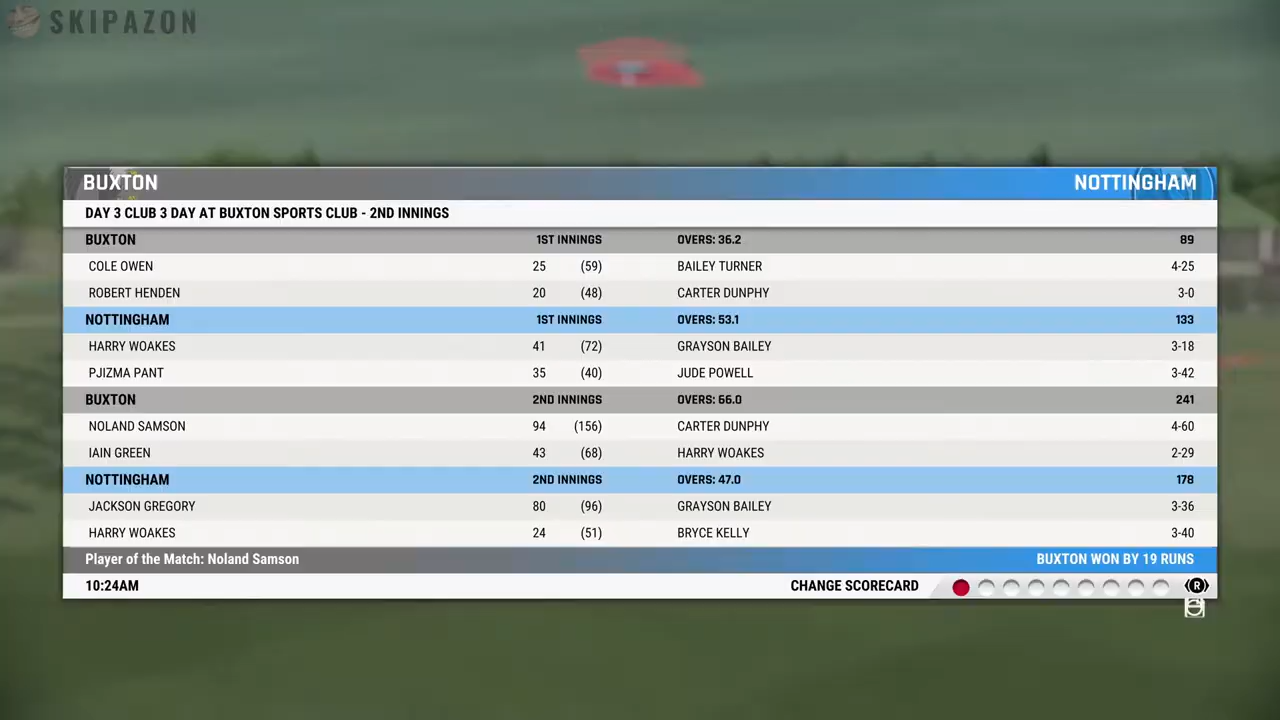 SKIPAZON
BUXTON NOTTINGHAM
DAY 3 CLUB 3 DAY AT BUXTON SPORTS CLUB - 2ND INNINGS
BUXTON 1ST INNINGS OVERS: 36.2 89
COLE OWEN 25 (59) BAILEY TURNER 4-25
ROBERT HENDEN 20 (48) CARTER DUNPHY 3-0
NOTTINGHAM 1ST INNINGS OVERS: 53.1 133
HARRY WOAKES 41 (72) GRAYSON BAILEY 3-18
PJIZMA PANT 35 (40) JUDE POWELL 3-42
BUXTON 2ND INNINGS OVERS: 66.0 241
NOLAND SAMSON 94 (156) CARTER DUNPHY 4-60
IAIN GREEN 43 (68) HARRY WOAKES 2-29
NOTTINGHAM 2ND INNINGS OVERS: 47.0 178
JACKSON GREGORY 80 (96) GRAYSON BAILEY 3-36
HARRY WOAKES 24 (51) BRYCE KELLY 3-40
Player of the Match: Noland Samson BUXTON WON BY 19 RUNS
10:24AM CHANGE SCORECARD R